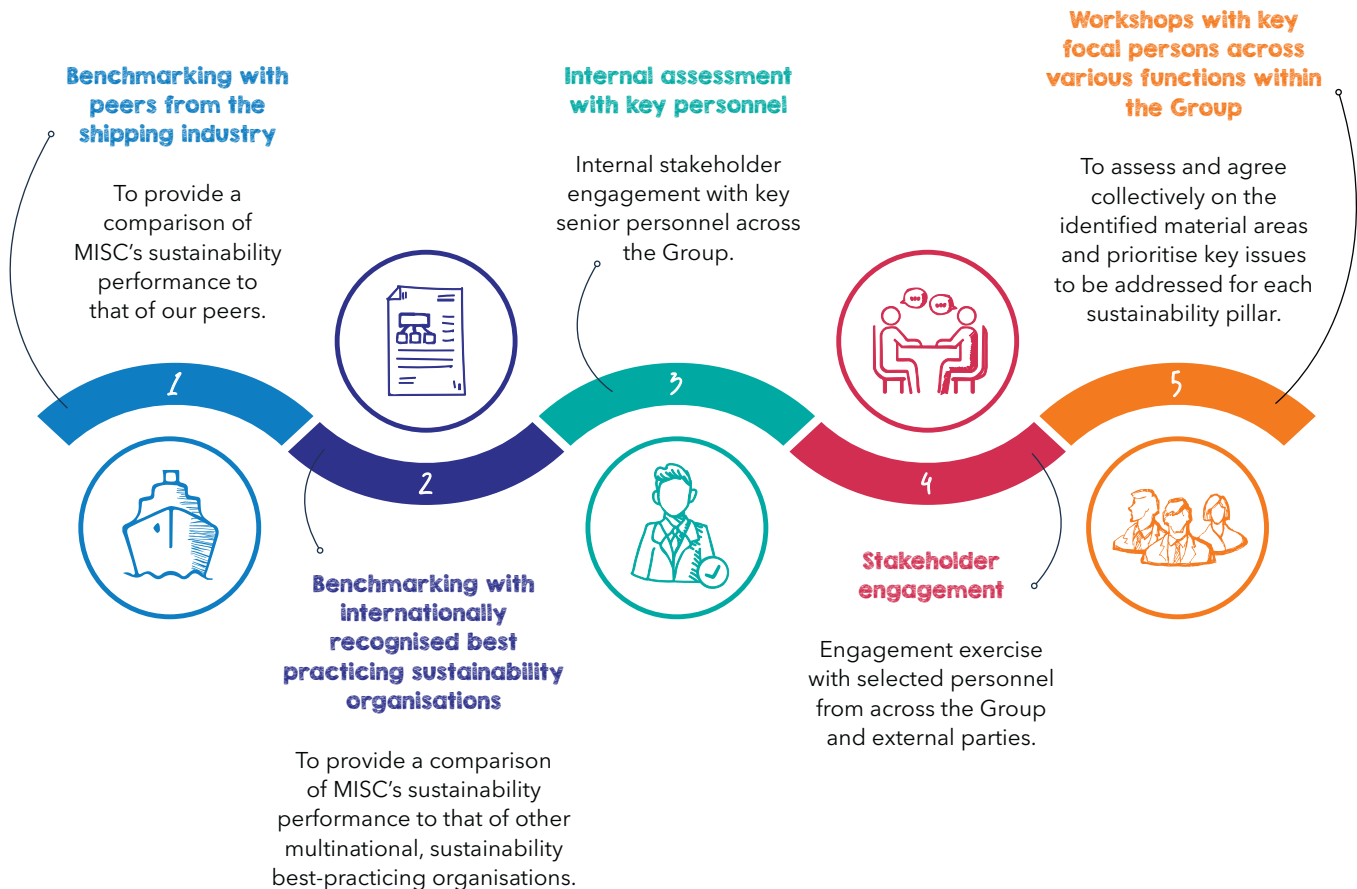 Benchmarking with
peers from the
shipping industry
To provide a
comparison of
MISC’s sustainability
performance to
that of our peers.
1
2
Benchmarking with
internationally
recognised best
practicing sustainability
organisations
To provide a comparison
of MISC’s sustainability
performance to that of other
multinational, sustainability
best-practicing organisations.
Internal assessment
with key personnel
Internal stakeholder
engagement with key
senior personnel across
the Group.
3
4
Stakeholder
engagement
Engagement exercise
with selected personnel
from across the Group
and external parties.
Workshops with key
focal persons across
various functions within
the Group
To assess and agree
collectively on the
identified material areas
and prioritise key issues
to be addressed for each
sustainability pillar.
5